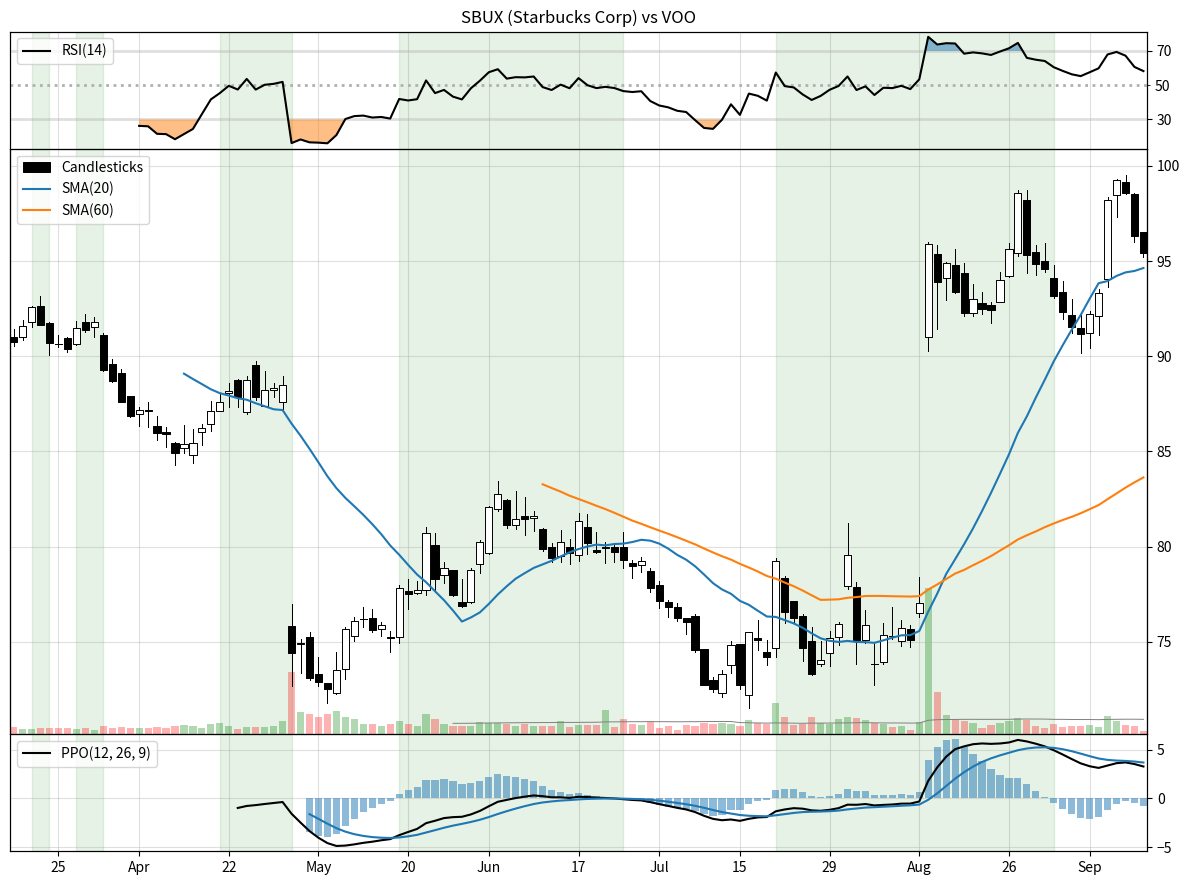 SBUX (Starbucks Corp) vs VOO
RSI(14)
70
50
30
Candlesticks
SMA(20)
SMA(60)
100
95
90
85
80
75
PPO(12, 26, 9)
5
0
−5
25 Apr 22 May 20 Jun 17 Jul 15 29 Aug 26 Sep